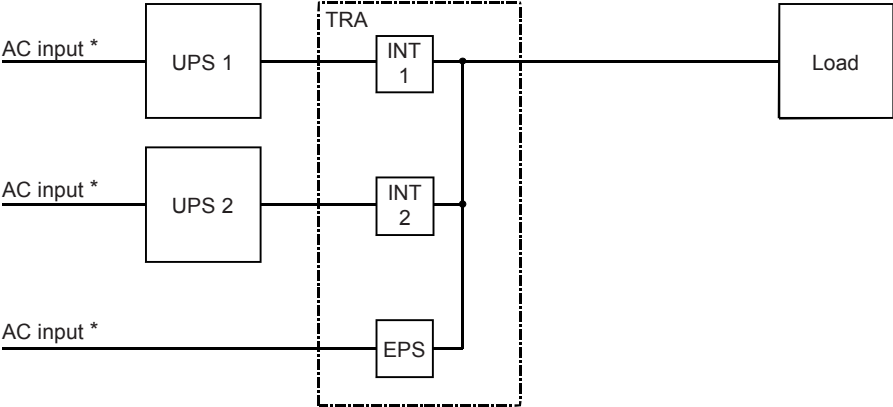 TRA
AC input *
UPS 1
INT
1
Load
AC input *
UPS 2
INT
2
AC input *
EPS